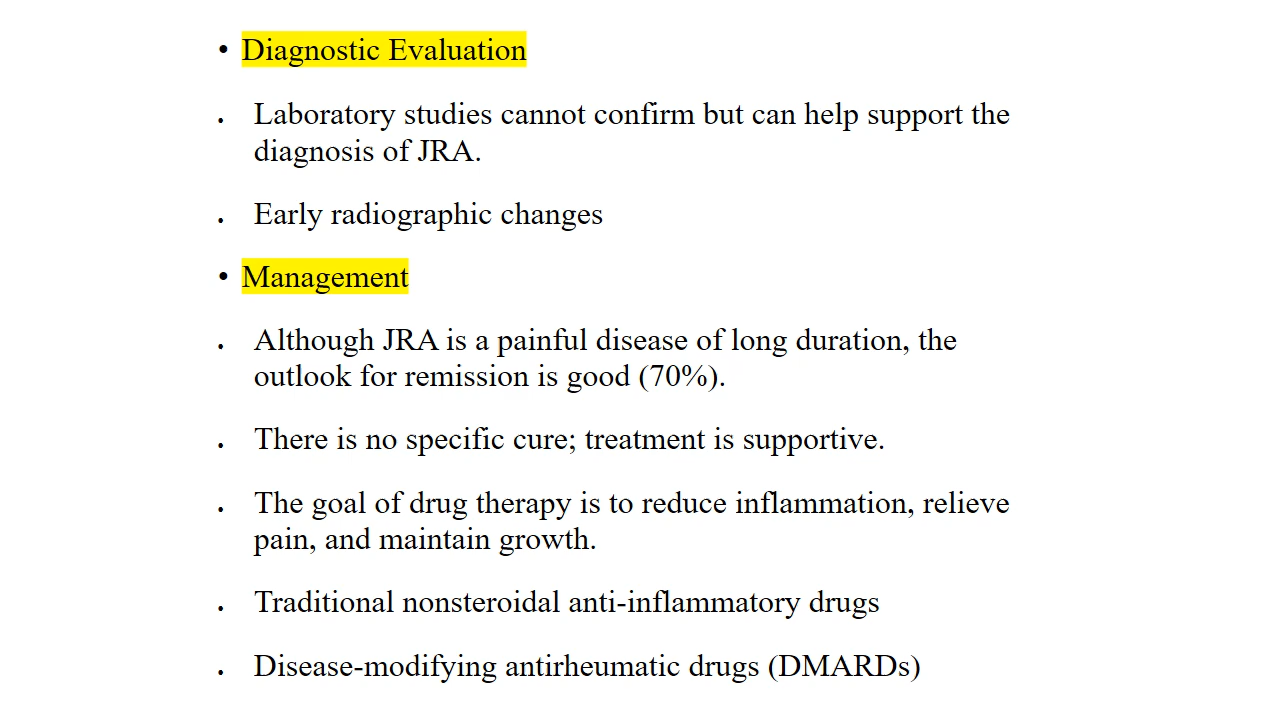 • Diagnostic Evaluation
• Laboratory studies cannot confirm but can help support the
diagnosis of JRA.
• Early radiographic changes
• Management
• Although JRA is a painful disease of long duration, the
outlook for remission is good (70%).
• There is no specific cure; treatment is supportive.
• The goal of drug therapy is to reduce inflammation, relieve
pain, and maintain growth.
• Traditional nonsteroidal anti-inflammatory drugs
• Disease-modifying antirheumatic drugs (DMARDs)